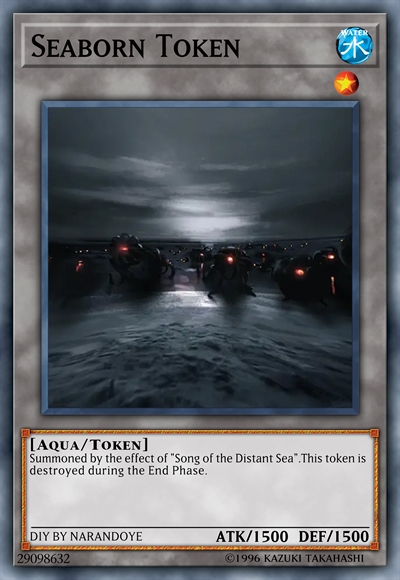 Seaborn Token
WATER
水
[Aqua/Token]
Summoned by the effect of "Song of the Distant Sea".This token is
destroyed during the End Phase.
DIY BY NARANDOYE
ATK/1500 DEF/1500
29098632
©1996 KAZUKI TAKAHASHI